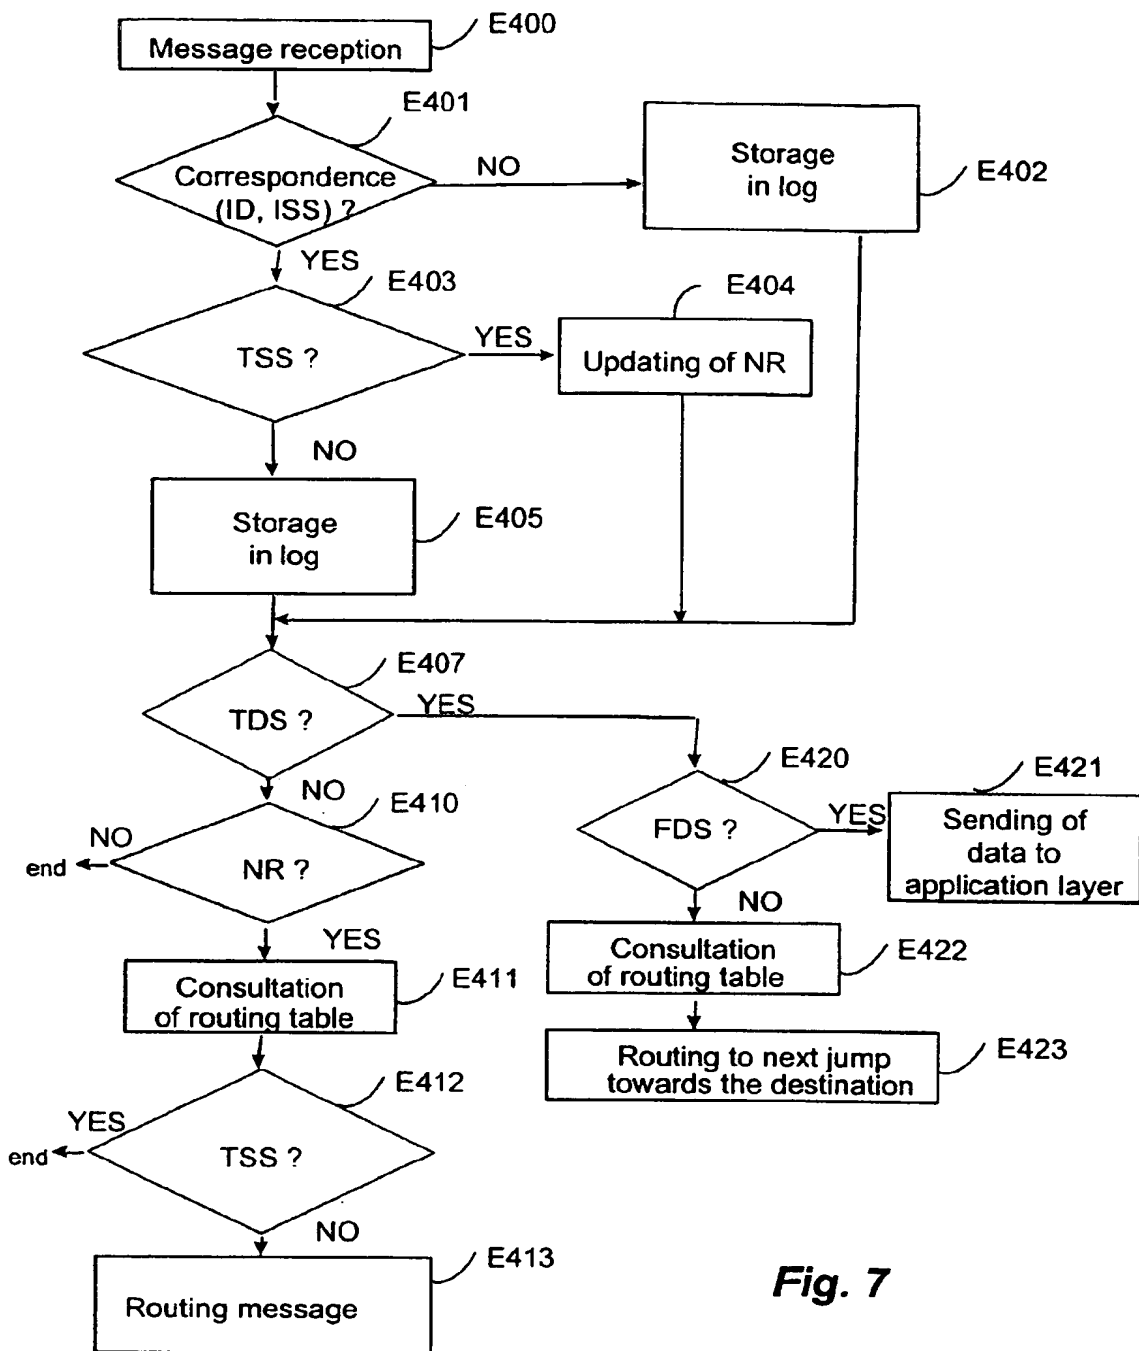 E400
Message reception
E401
Correspondence
(ID, ISS) ?
NO
Storage
in log
E402
YES
E403
TSS ?
YES
E404
Updating of NR
NO
Storage
in log
E405
E407
TDS ?
YES
NO
E410
NO
end
NR ?
E420
FDS ?
YES
E421
Sending of
data to
application layer
NO
YES
Consultation
of routing table
E411
Consultation
of routing table
E422
Routing to next jump
towards the destination
E423
E412
YES
end
TSS ?
NO
E413
Routing message
Fig. 7